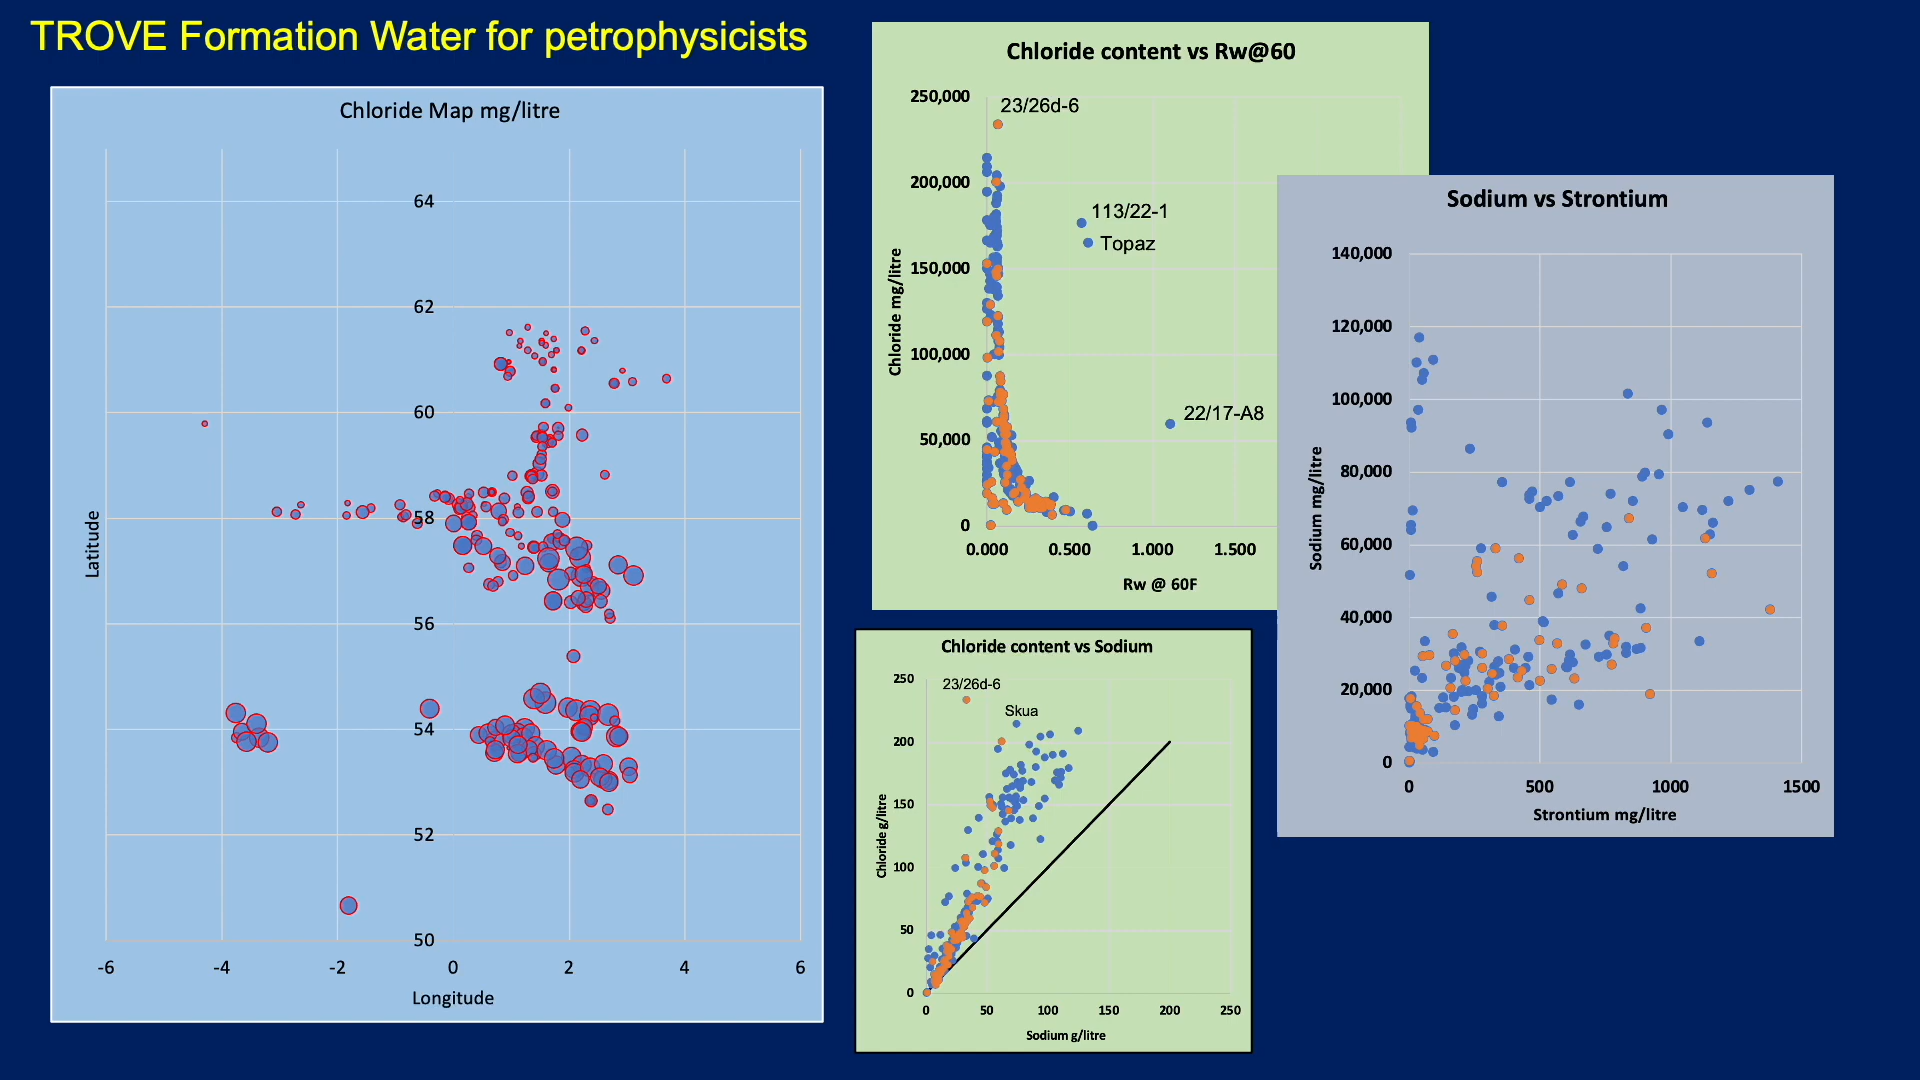 TROVE Formation Water for petrophysicists
Chloride Map mg/litre
64
62
60
58
56
54
52
50
-6 -4 -2 0 2 4 6
Latitude
Longitude
Chloride content vs Rw@60
23/26d-6
113/22-1
Topaz
22/17-A8
250,000
200,000
150,000
100,000
50,000
0
0.000 0.500 1.000 1.500
Chloride mg/litre
Rw @ 60F
Sodium vs Strontium
140,000
120,000
100,000
80,000
60,000
40,000
20,000
0
0 500 1000 1500
Sodium mg/litre
Strontium mg/litre
Chloride content vs Sodium
23/26d-6
Skua
250
200
150
100
50
0
0 50 100 150 200 250
Chloride g/litre
Sodium g/litre